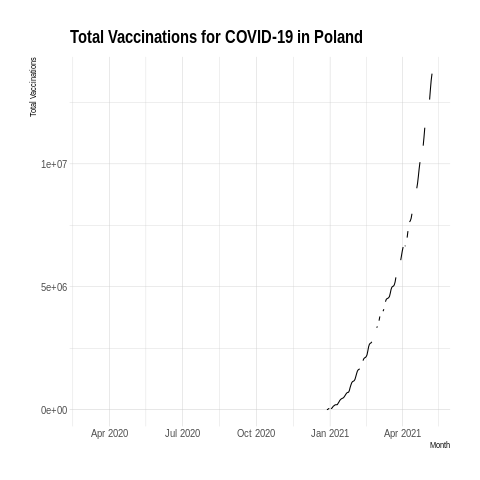 Total Vaccinations for COVID-19 in Poland
Total Vaccinations
1e+07
5e+06
0e+00
Apr 2020 Jul 2020 Oct 2020 Jan 2021 Apr 2021
Month